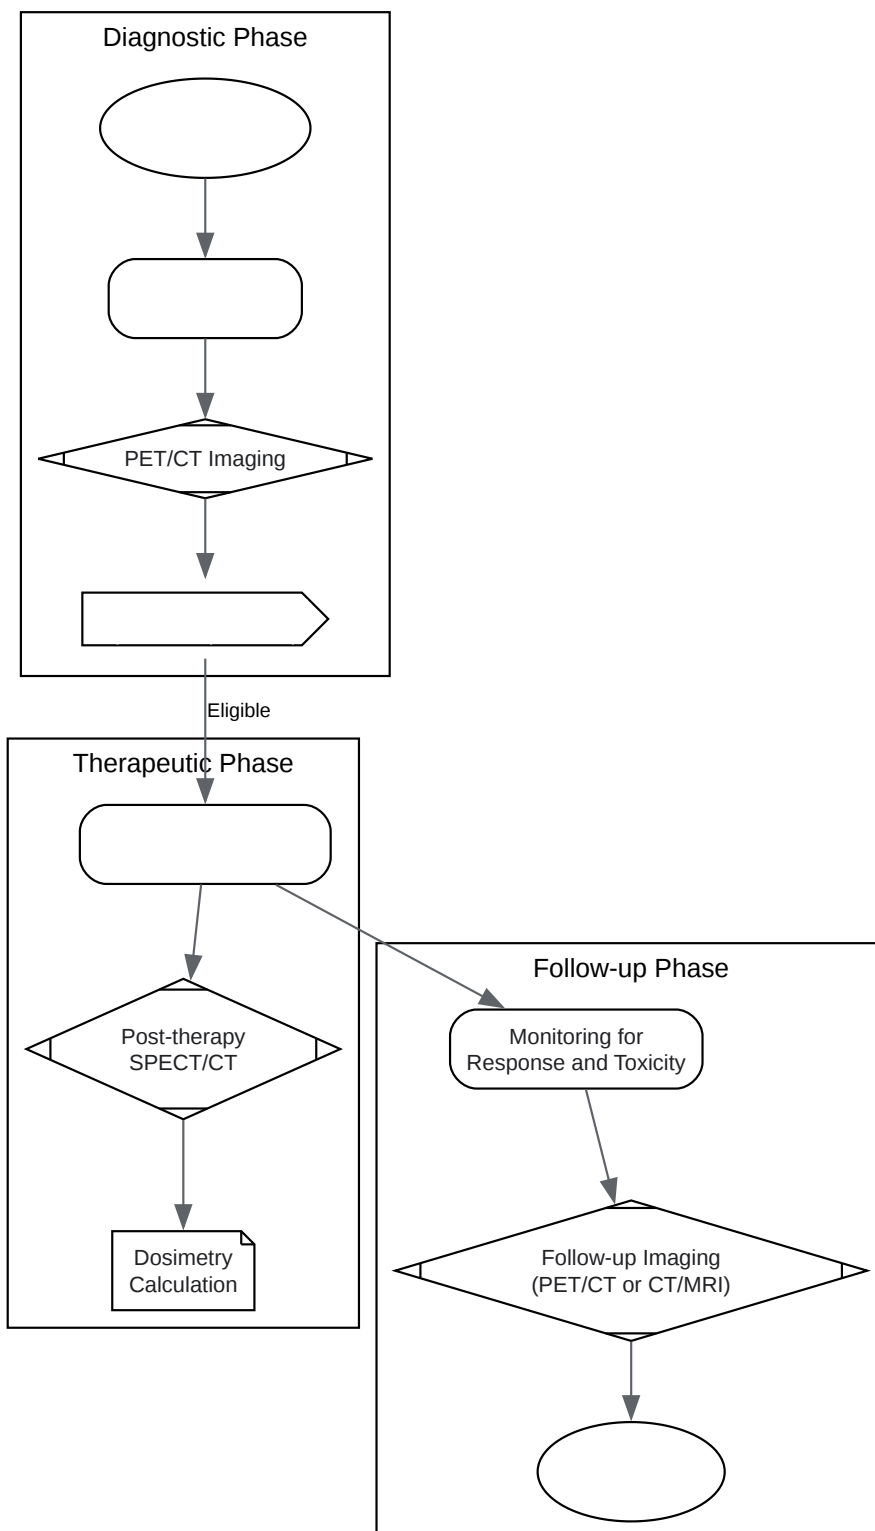 Diagnostic Phase
PET/CT Imaging
Eligible
Therapeutic Phase
Follow-up Phase
Monitoring for
Response and Toxicity
Post-therapy
SPECT/CT
Dosimetry
Calculation
Follow-up Imaging
(PET/CT or CT/MRI)